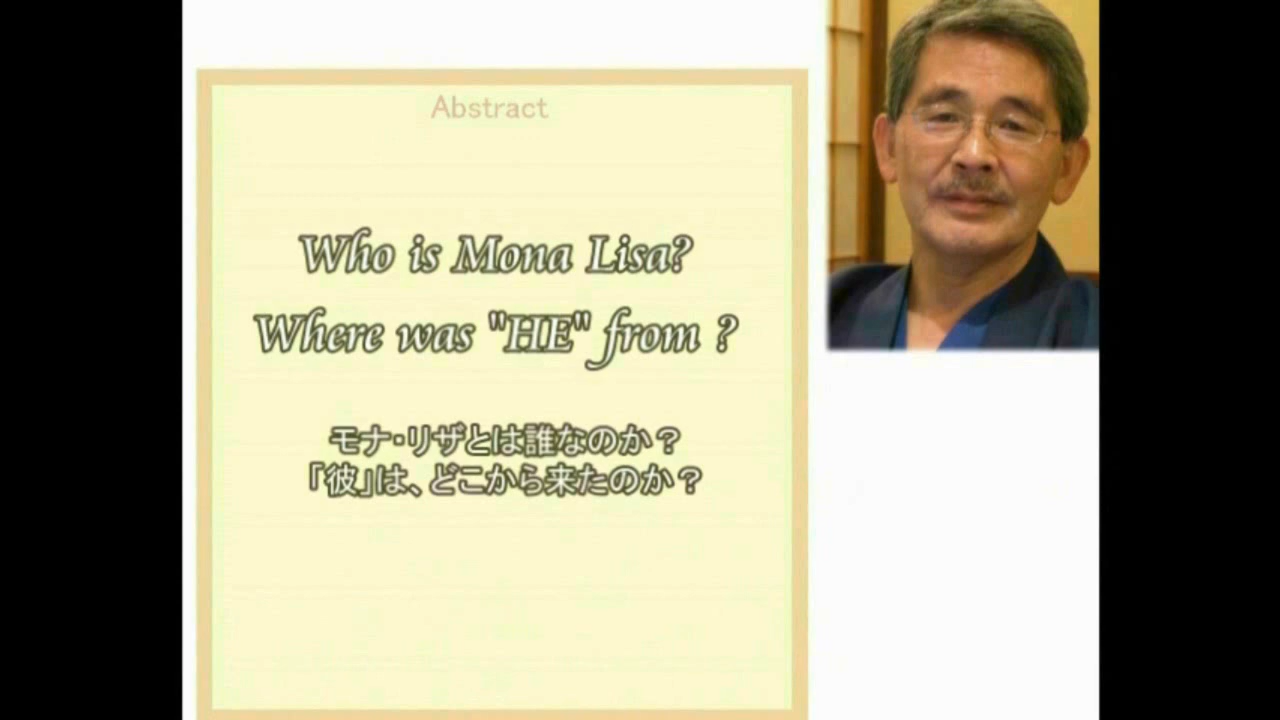 Abstract
Who is Mona Lisa?
Where was "HE" from ?
モナ・リザとは誰なのか？
「彼」は、どこから来たのか？